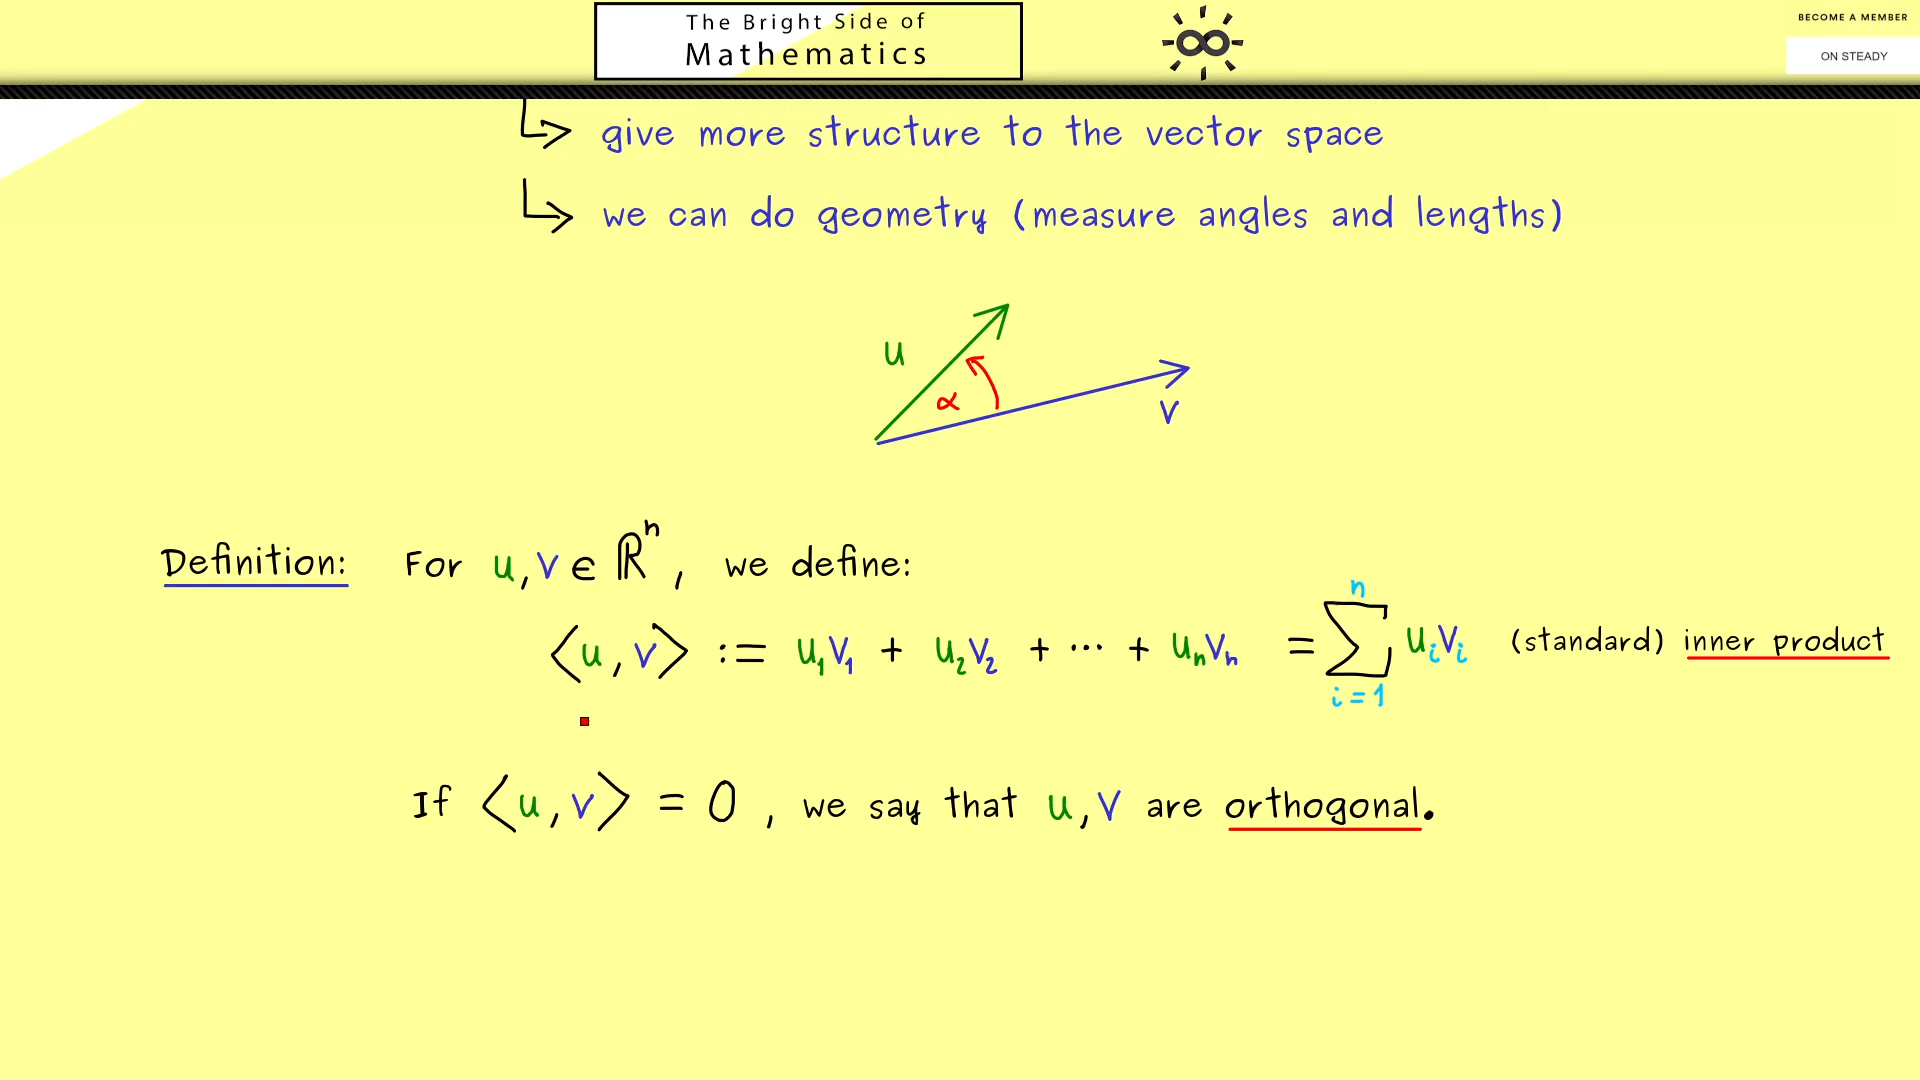 The Bright Side of
Mathematics
BECOME A MEMBER
ON STEADY
give more structure to the vector space
we can do geometry (measure angles and lengths)
u
α
v
Definition: For u, v ∈ ℝⁿ, we define:
⟨u, v⟩ := u₁v₁ + u₂v₂ + ⋯ + uₙvₙ = ∑ⁿᵢ₌₁ uᵢvᵢ (standard) inner product
If ⟨u, v⟩ = 0, we say that u, v are orthogonal.